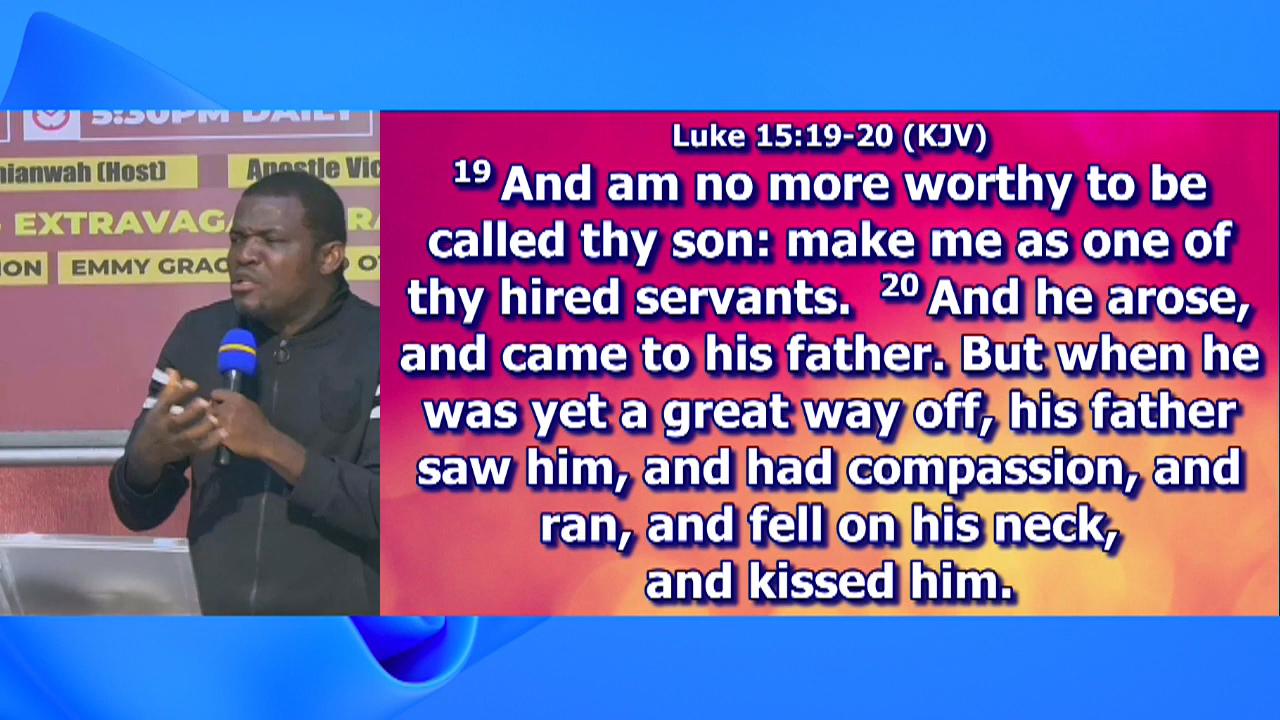 5:30PM DAILY
(Host)
Apostle
EXTRAVAGA
EMMY
Luke 15:19-20 (KJV)
19 And am no more worthy to be
called thy son: make me as one of
thy hired servants. 20 And he arose,
and came to his father. But when he
was yet a great way off, his father
saw him, and had compassion, and
ran, and fell on his neck,
and kissed him.